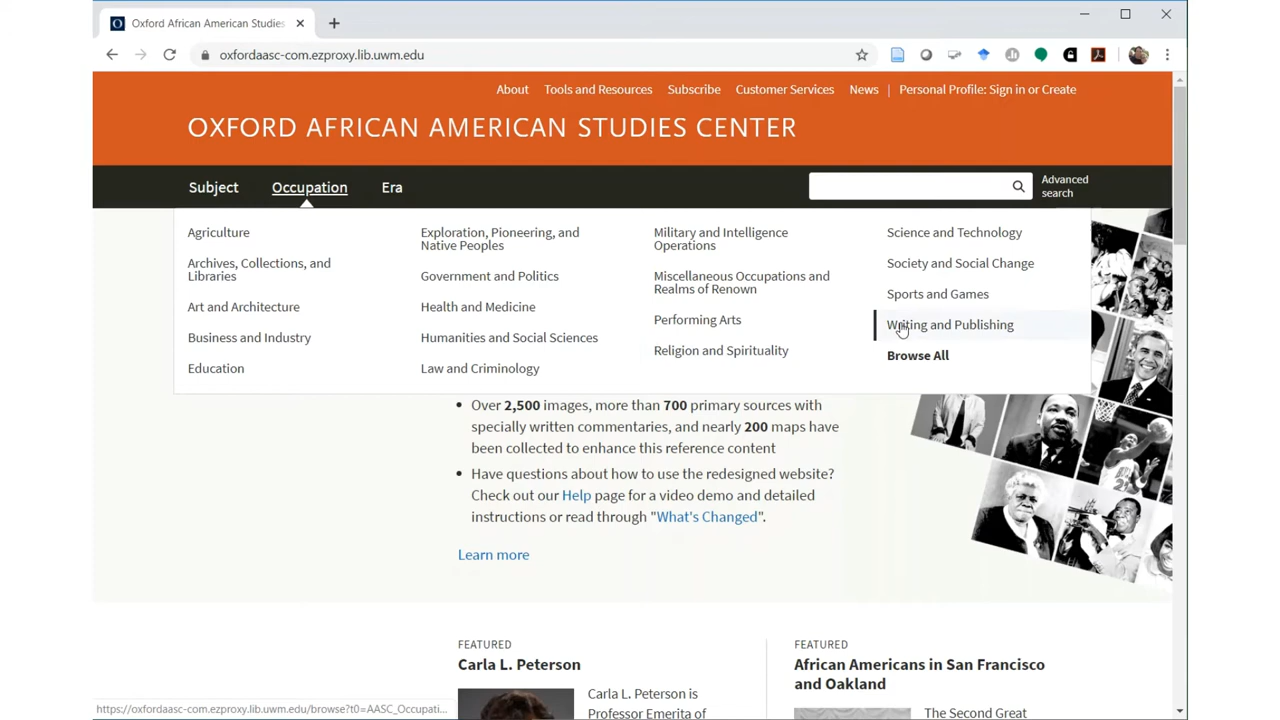 Oxford African American Studies
oxfordaasc-com.ezproxy.lib.uwm.edu
About Tools and Resources Subscribe Customer Services News | Personal Profile: Sign in or Create
OXFORD AFRICAN AMERICAN STUDIES CENTER
Subject Occupation Era
Advanced
search
Agriculture
Archives, Collections, and
Libraries
Art and Architecture
Business and Industry
Education
Exploration, Pioneering, and
Native Peoples
Government and Politics
Health and Medicine
Humanities and Social Sciences
Law and Criminology
Military and Intelligence
Operations
Miscellaneous Occupations and
Realms of Renown
Performing Arts
Religion and Spirituality
Science and Technology
Society and Social Change
Sports and Games
Writing and Publishing
Browse All
• Over 2,500 images, more than 700 primary sources with
specially written commentaries, and nearly 200 maps have
been collected to enhance this reference content
• Have questions about how to use the redesigned website?
Check out our Help page for a video demo and detailed
instructions or read through "What's Changed".
Learn more
FEATURED
Carla L. Peterson
Carla L. Peterson is
Professor Emerita of
FEATURED
African Americans in San Francisco
and Oakland
The Second Great
https://oxfordaasc-com.ezproxy.lib.uwm.edu/browse?t0=AASC_Occupati...